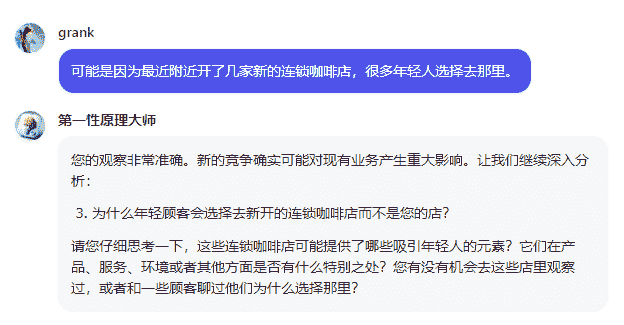 grank
可能是因为最近附近开了几家新的连锁咖啡店，很多年轻人选择去那里。
第一性原理大师
您的观察非常准确。新的竞争确实可能对现有业务产生重大影响。让我们继续深入分
析：
3. 为什么年轻顾客会选择去新开的连锁咖啡店而不是您的店？
请您仔细思考一下，这些连锁咖啡店可能提供了哪些吸引年轻人的元素？它们在产
品、服务、环境或者其他方面是否有什么特别之处？您有没有机会去这些店里观察
过，或者和一些顾客聊过他们为什么选择那里？